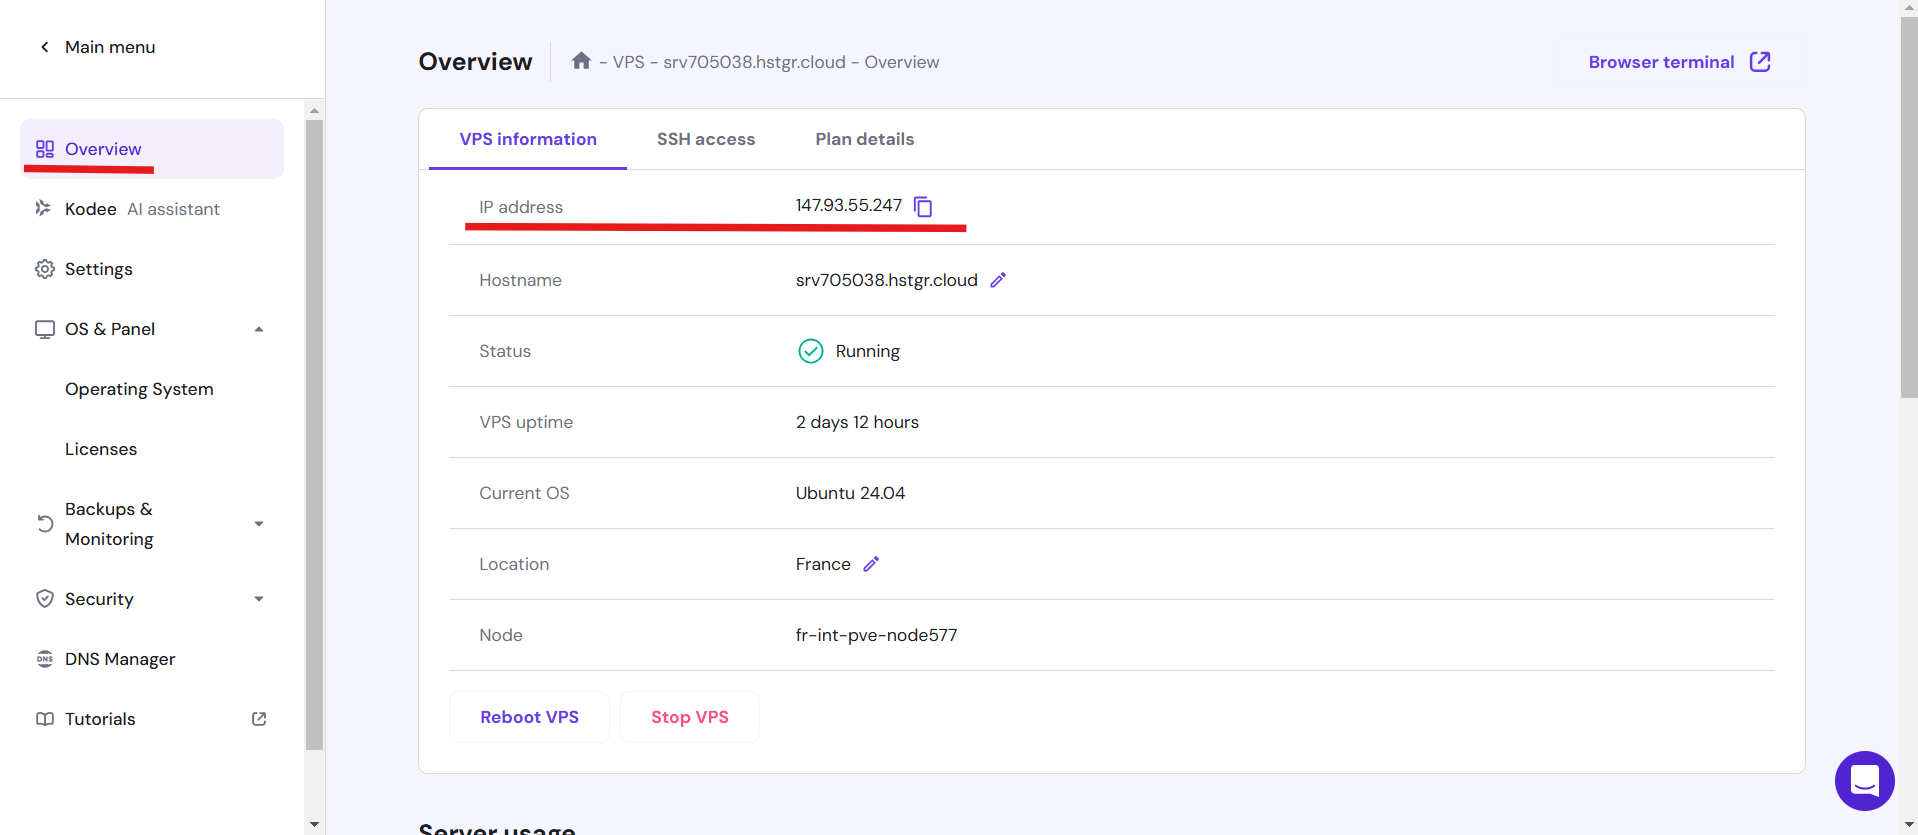 Main menu
Overview
Kodee AI assistant
Settings
OS & Panel
Operating System
Licenses
Backups &
Monitoring
Security
DNS
DNS Manager
Tutorials
Overview
- VPS - srv705038.hstgr.cloud - Overview
Browser terminal
VPS information
SSH access
Plan details
IP address
147.93.55.247
Hostname
srv705038.hstgr.cloud
Status
Running
VPS uptime
2 days 12 hours
Current OS
Ubuntu 24.04
Location
France
Node
fr-int-pve-node577
Reboot VPS
Stop VPS
Server usage